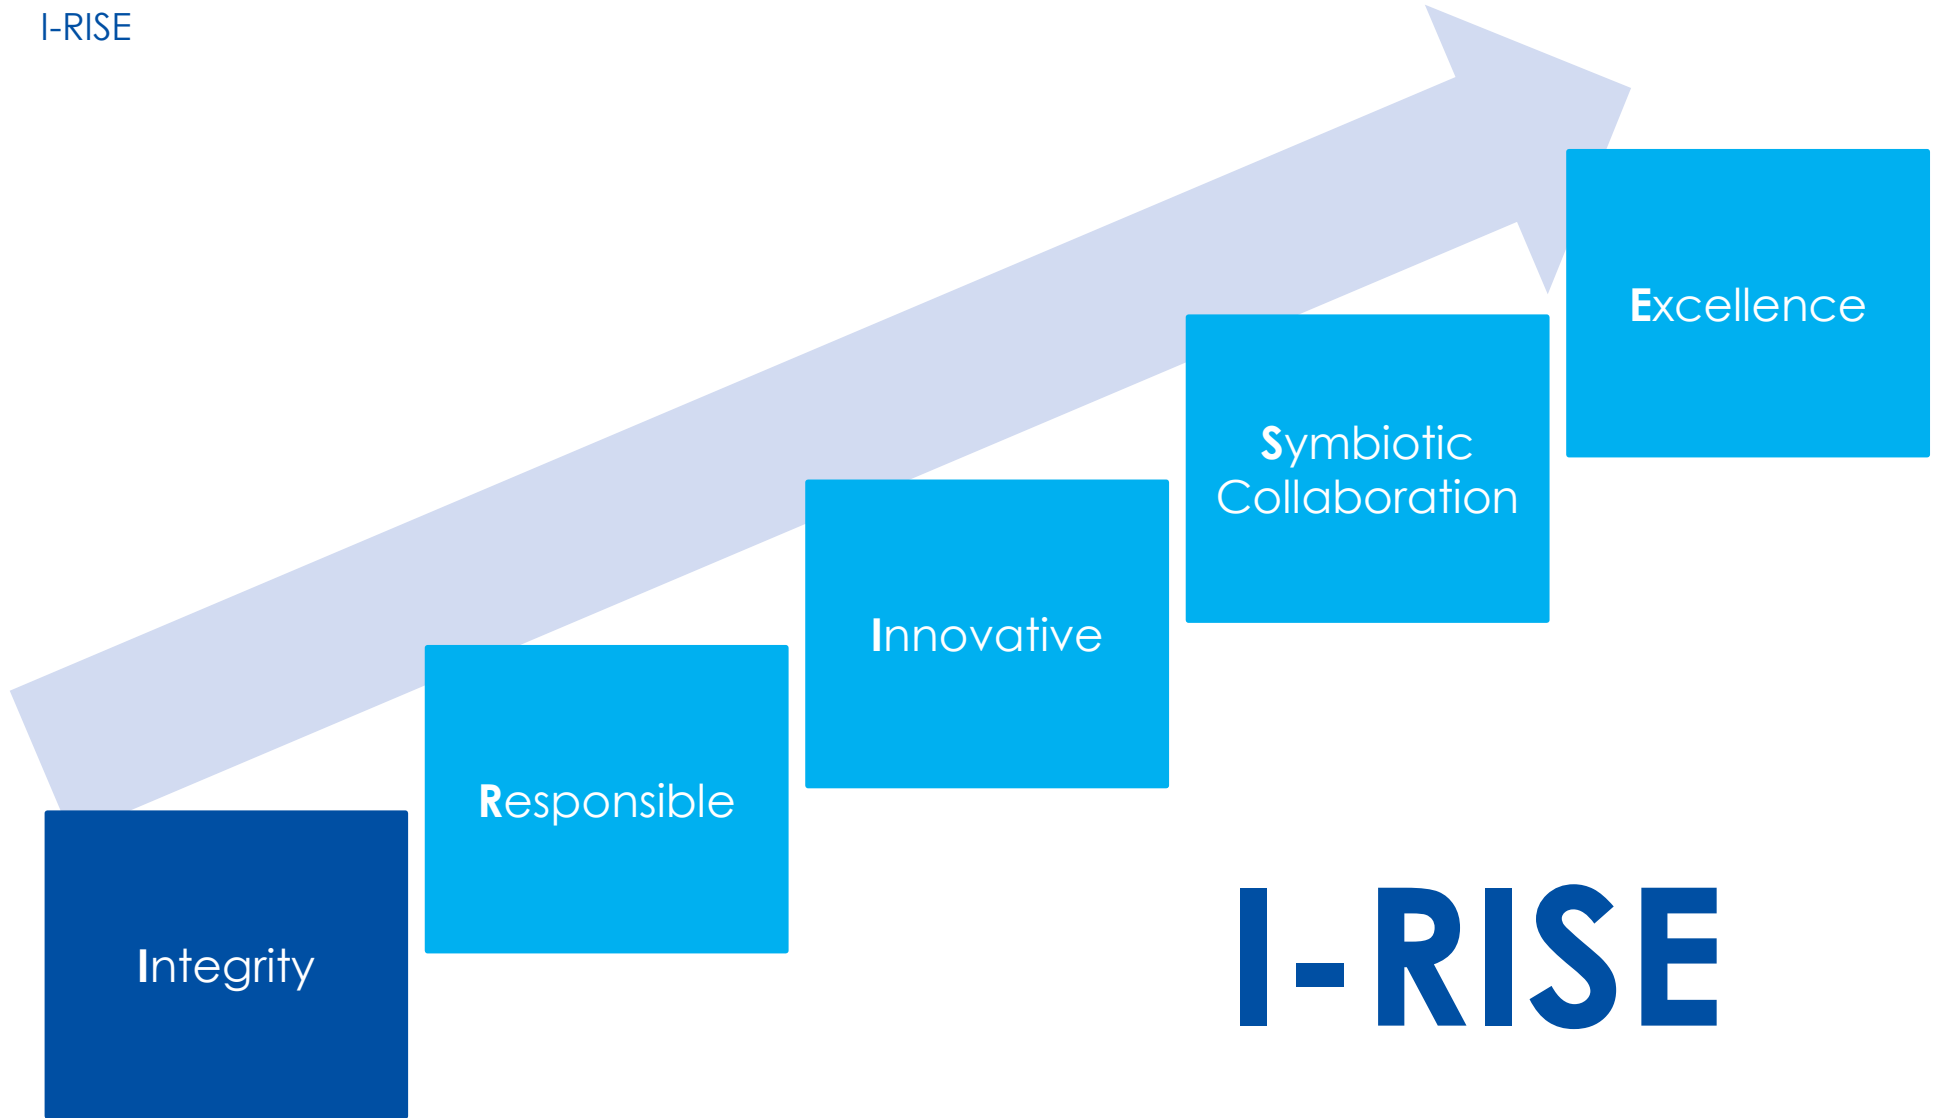 I-RISE
Integrity
Responsible
Innovative
Symbiotic
Collaboration
Excellence
I-RISE